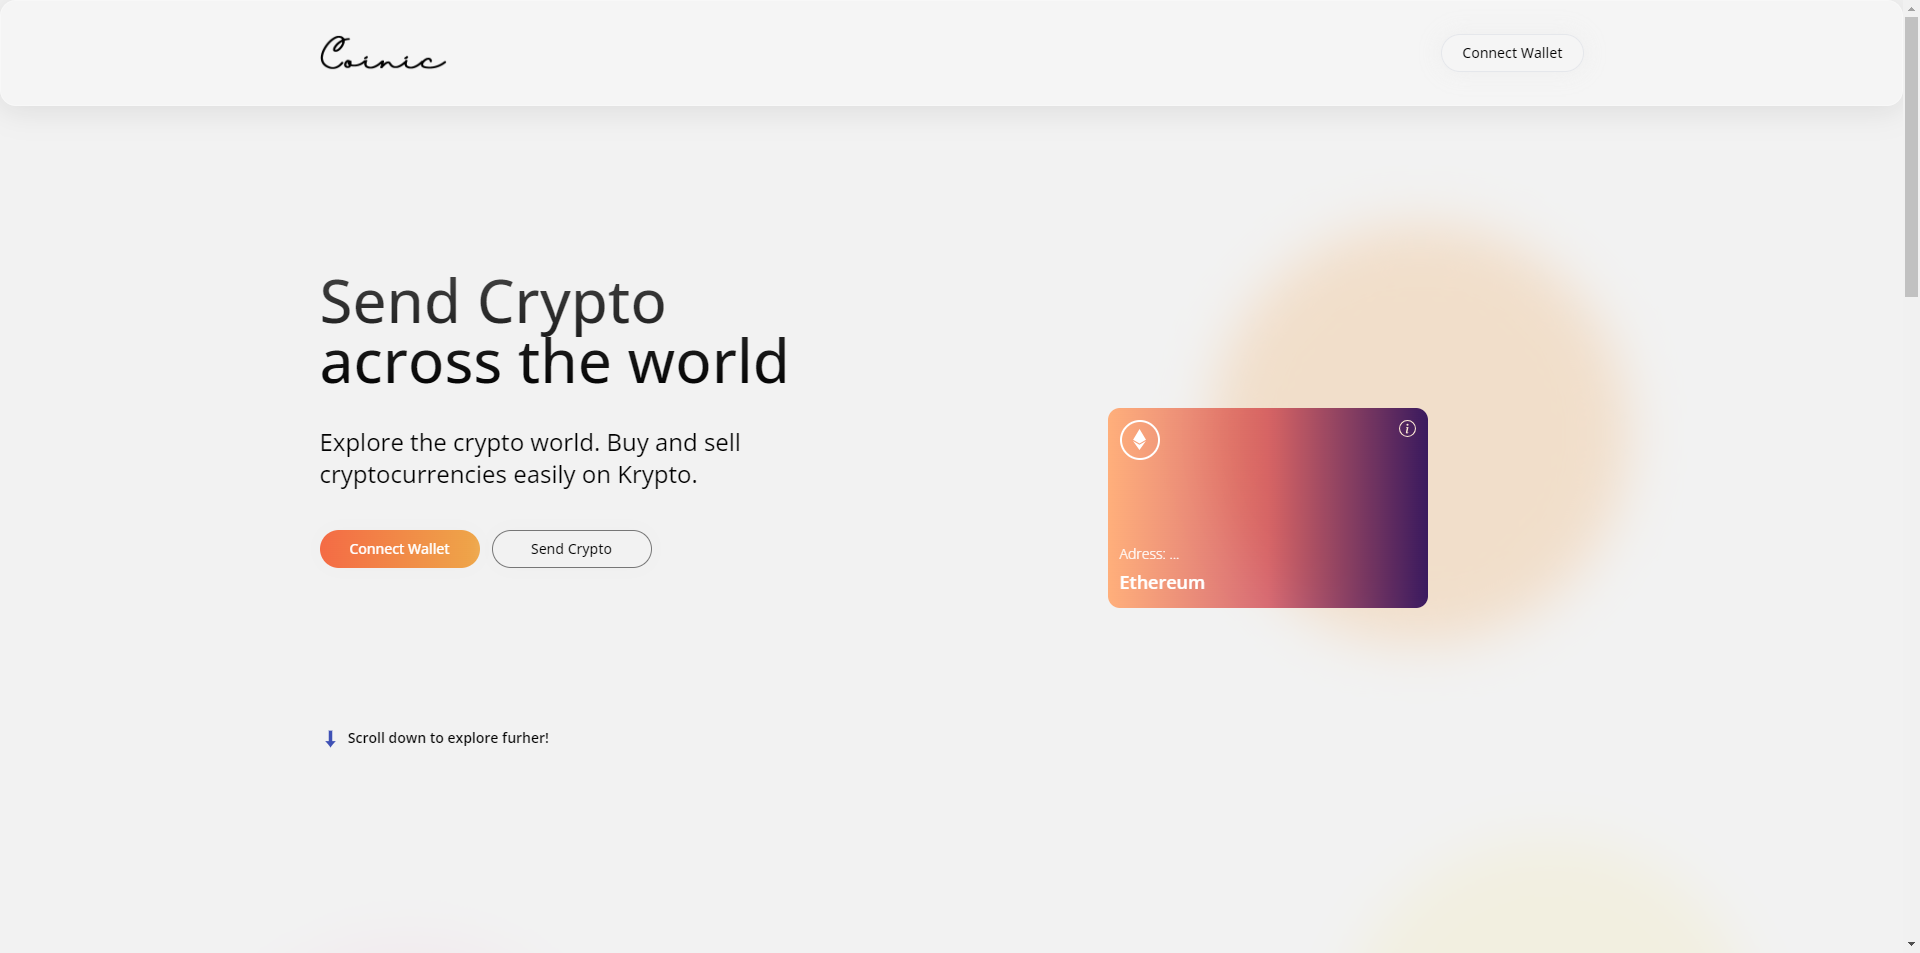 Coinic
Connect Wallet
Send Crypto
across the world
Explore the crypto world. Buy and sell
cryptocurrencies easily on Krypto.
Connect Wallet
Send Crypto
Adress: ...
Ethereum
Scroll down to explore furher!